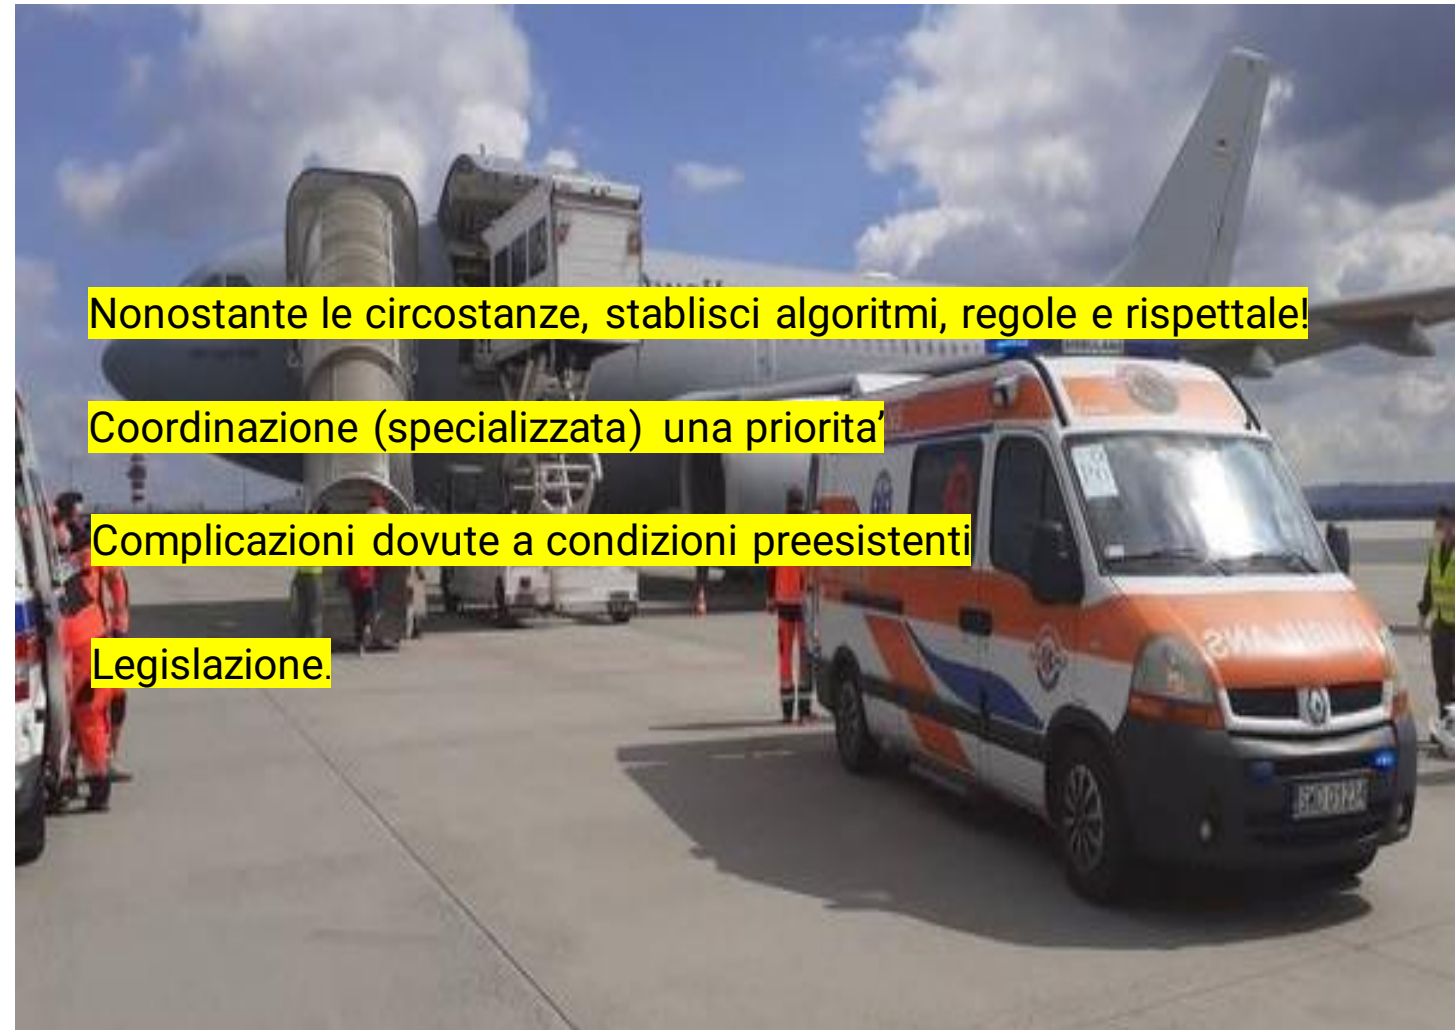 Nonostante le circostanze, stablisci algoritmi, regole e rispettale!
Coordinazione (specializzata) una priorita’
Complicazioni dovute a condizioni preesistenti
Legislazione.